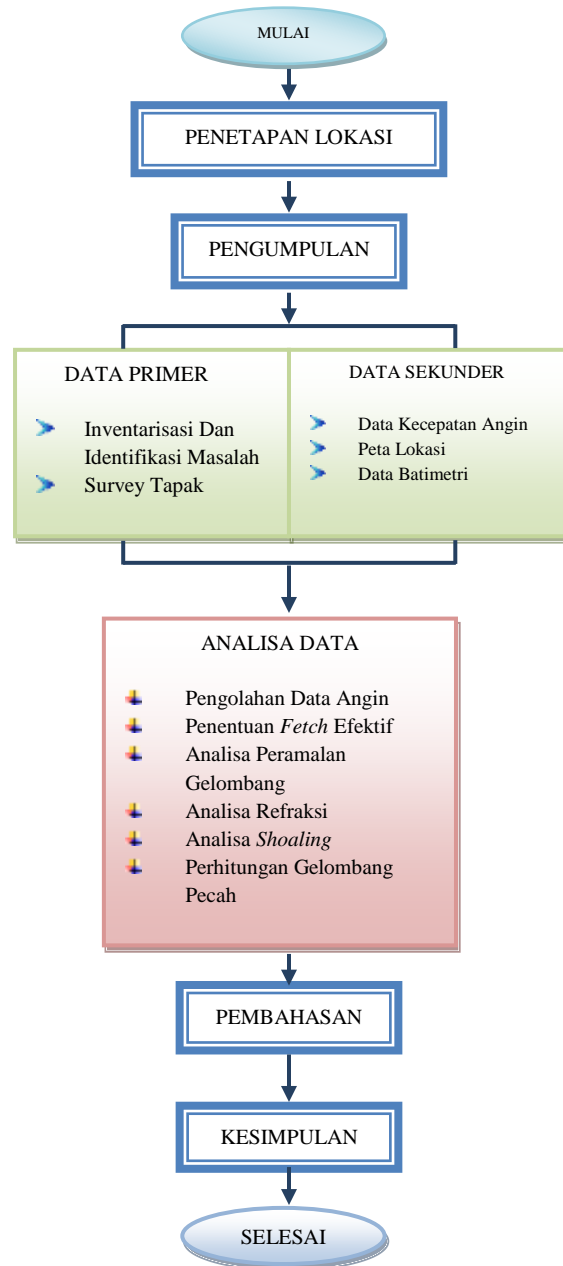 MULAI
PENETAPAN LOKASI
PENGUMPULAN
DATA PRIMER
Inventarisasi Dan
Identifikasi Masalah
Survey Tapak
DATA SEKUNDER
Data Kecepatan Angin
Peta Lokasi
Data Batimetri
ANALISA DATA
Pengolahan Data Angin
Penentuan Fetch Efektif
Analisa Peramalan
Gelombang
Analisa Refraksi
Analisa Shoaling
Perhitungan Gelombang
Pecah
PEMBAHASAN
KESIMPULAN
SELESAI